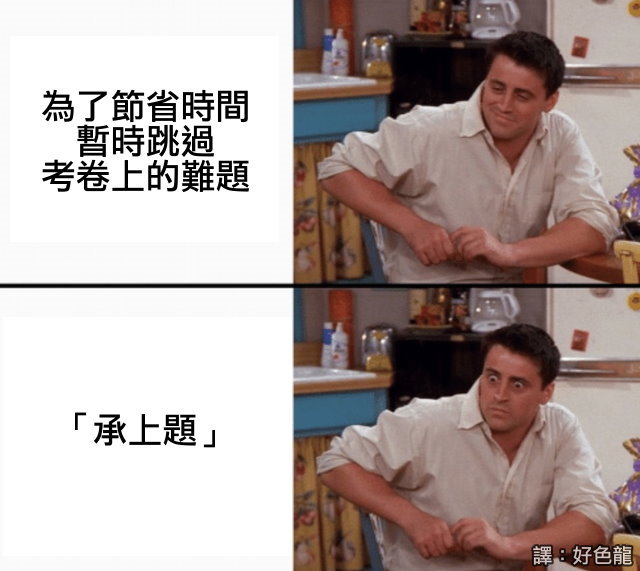 為了節省時間
暫時跳過
考卷上的難題
「承上題」
譯：好色龍